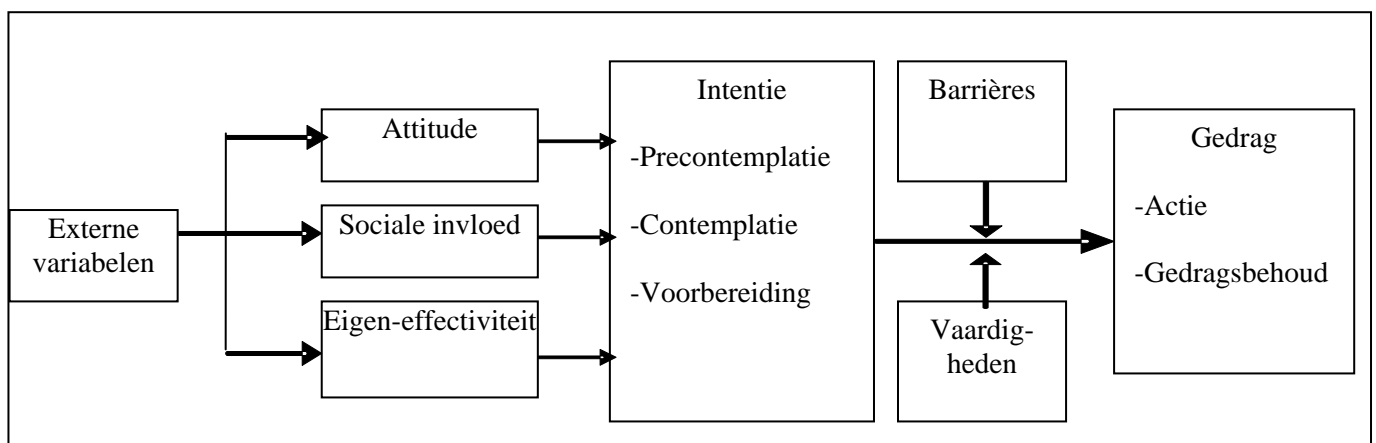 Externe
variabelen
Attitude
Sociale invloed
Eigen-effectiviteit
Intentie
-Precontemplatie
-Contemplatie
-Voorbereiding
Barrières
Vaardig-
heden
Gedrag
-Actie
-Gedragsbehoud